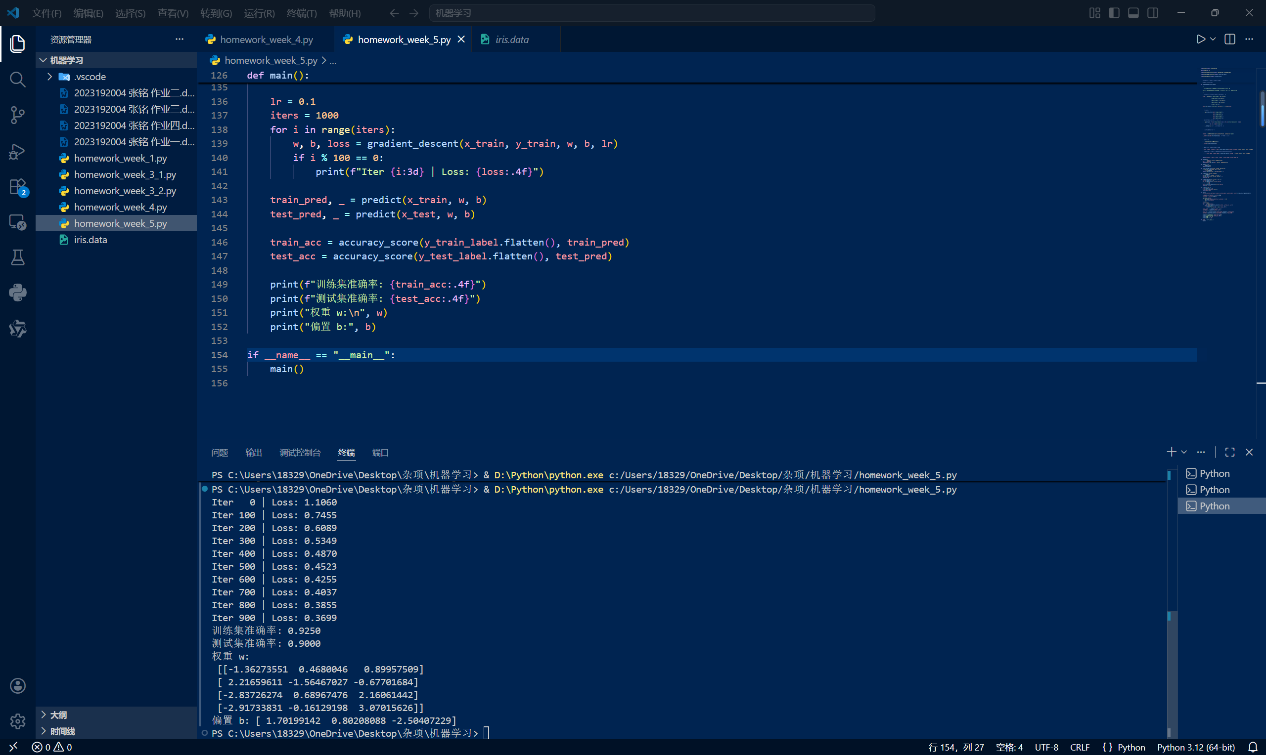 文件(F) 编辑(E) 选择(S) 查看(V) 转到(G) 运行(R) 终端(T) 帮助(H) 机器学习
资源管理器
机器学习
.vscode
2023192004 张铭 作业二.d...
2023192004 张铭 作业三.d...
2023192004 张铭 作业四.d...
2023192004 张铭 作业一.d...
homework_week_1.py
homework_week_3_1.py
homework_week_3_2.py
homework_week_4.py
homework_week_5.py
iris.data
大纲
时间线
2
homework_week_4.py homework_week_5.py iris.data
homework_week_5.py > ...
126 def main():
135
136 lr = 0.1
137 iters = 1000
138 for i in range(iters):
139 w, b, loss = gradient_descent(x_train, y_train, w, b, lr)
140 if i % 100 == 0:
141 print(f"Iter {i:3d} | Loss: {loss:.4f}")
142
143 train_pred, _ = predict(x_train, w, b)
144 test_pred, _ = predict(x_test, w, b)
145
146 train_acc = accuracy_score(y_train_label.flatten(), train_pred)
147 test_acc = accuracy_score(y_test_label.flatten(), test_pred)
148
149 print(f"训练集准确率: {train_acc:.4f}")
150 print(f"测试集准确率: {test_acc:.4f}")
151 print("权重 w:\n", w)
152 print("偏置 b:", b)
153
154 if __name__ == "__main__":
155 main()
156
问题 输出 调试控制台 终端 端口
PS C:\Users\18329\OneDrive\Desktop\杂项\机器学习> & D:\Python\python.exe c:/Users/18329/OneDrive/Desktop/杂项/机器学习/homework_week_5.py
PS C:\Users\18329\OneDrive\Desktop\杂项\机器学习> & D:\Python\python.exe c:/Users/18329/OneDrive/Desktop/杂项/机器学习/homework_week_5.py
Iter   0 | Loss: 1.1060
Iter 100 | Loss: 0.7455
Iter 200 | Loss: 0.6089
Iter 300 | Loss: 0.5349
Iter 400 | Loss: 0.4870
Iter 500 | Loss: 0.4523
Iter 600 | Loss: 0.4255
Iter 700 | Loss: 0.4037
Iter 800 | Loss: 0.3855
Iter 900 | Loss: 0.3699
训练集准确率: 0.9250
测试集准确率: 0.9000
权重 w:
[[-1.36273551  0.4680046   0.89957509]
[ 2.21659611 -1.56467027 -0.67701684]
[-2.83726274  0.68967476  2.16061442]
[-2.91733831 -0.16129198  3.07015626]]
偏置 b: [ 1.70199142  0.80208088 -2.50407229]
PS C:\Users\18329\OneDrive\Desktop\杂项\机器学习>
Python
Python
Python
0 0 行 154, 列 27 空格: 4 UTF-8 CRLF { } Python Python 3.12 (64-bit)